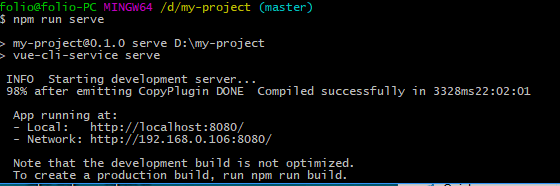 folio@folio-PC MINGW64 /d/my-project (master)
$ npm run serve
> my-project@0.1.0 serve D:\my-project
> vue-cli-service serve
INFO  Starting development server...
98% after emitting CopyPlugin DONE  Compiled successfully in 3328ms22:02:01
App running at:
- Local:   http://localhost:8080/
- Network: http://192.168.0.106:8080/
Note that the development build is not optimized.
To create a production build, run npm run build.